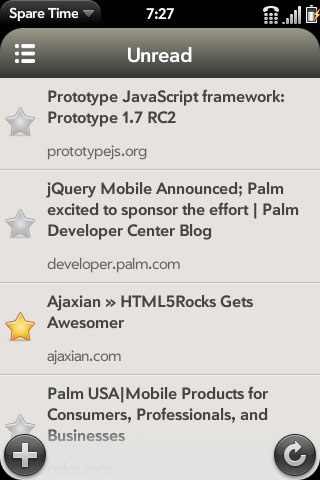 Spare Time
7:27
Unread
Prototype JavaScript framework:
Prototype 1.7 RC2
prototypejs.org
jQuery Mobile Announced; Palm
excited to sponsor the effort | Palm
Developer Center Blog
developer.palm.com
Ajaxian » HTML5Rocks Gets
Awesomer
ajaxian.com
Palm USA|Mobile Products for
Consumers, Professionals, and
Businesses
palm.com